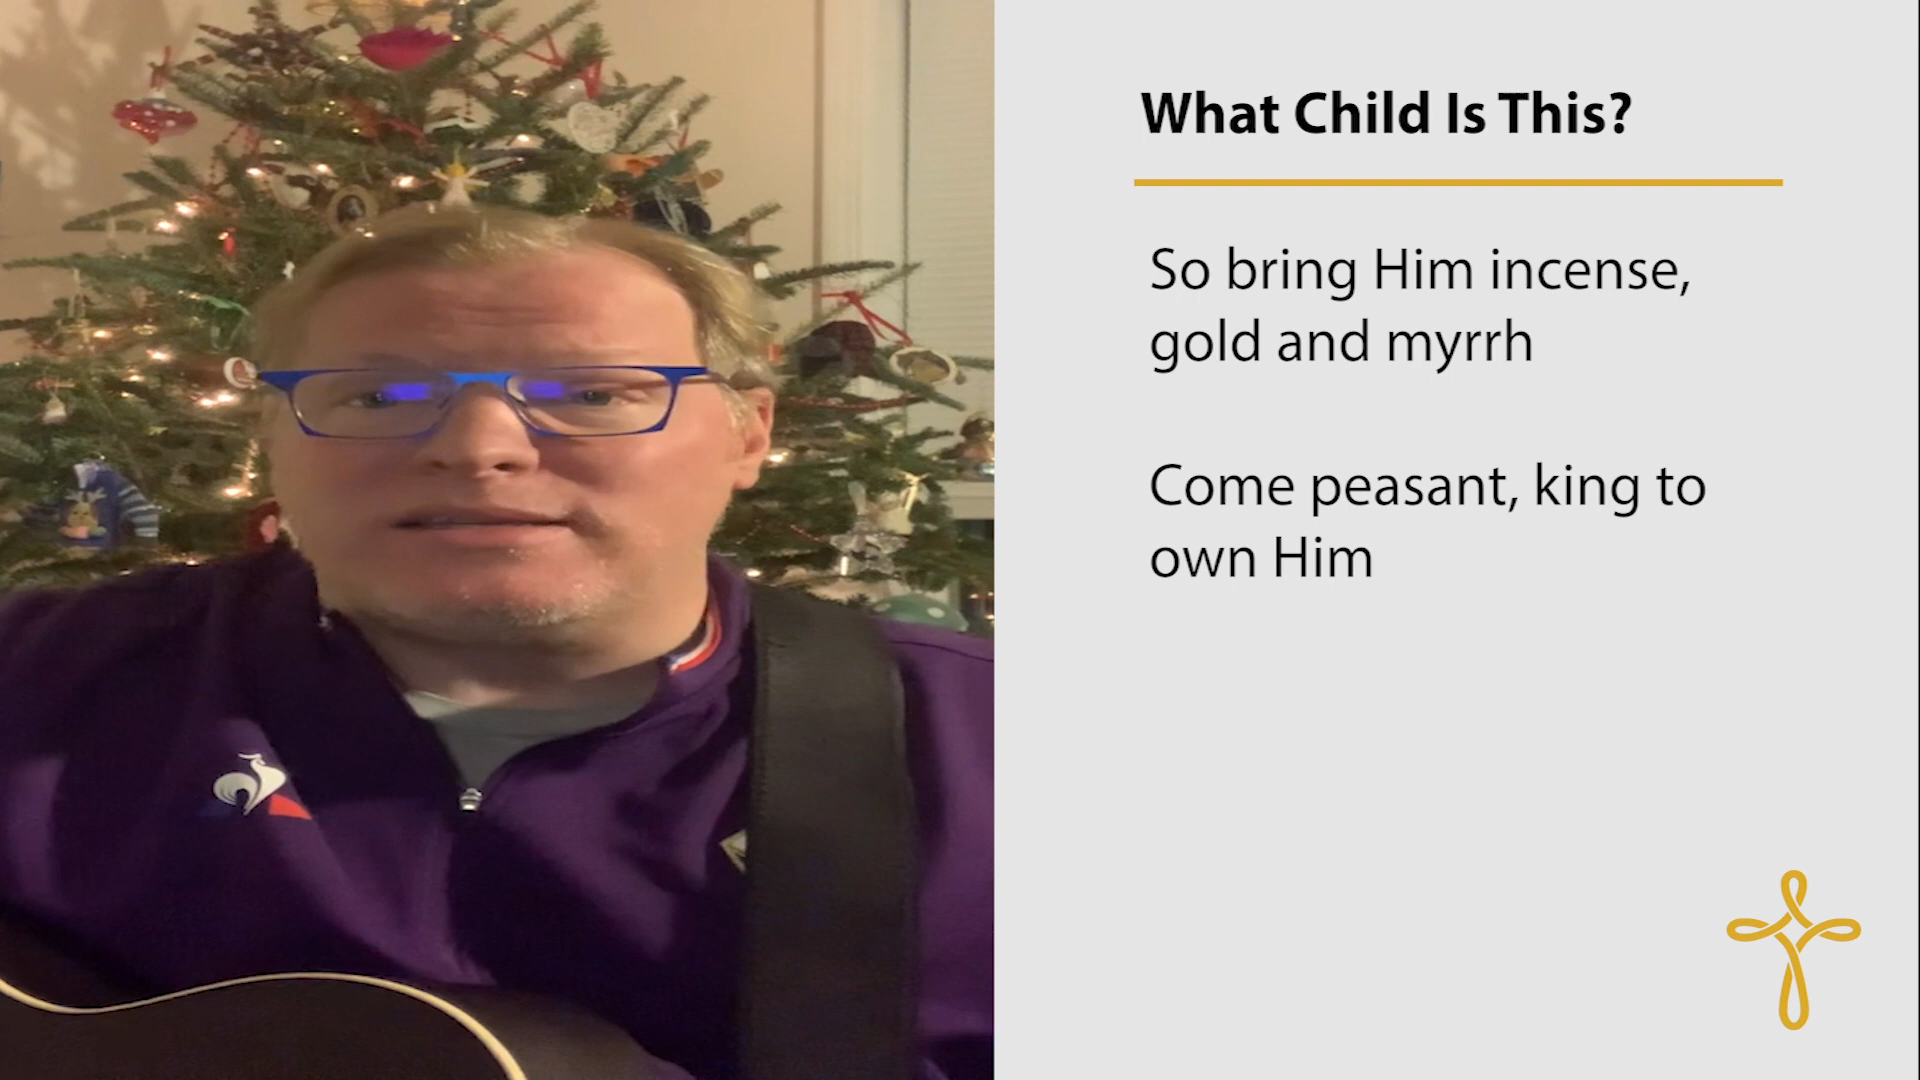 What Child Is This?
So bring Him incense,
gold and myrrh
Come peasant, king to
own Him